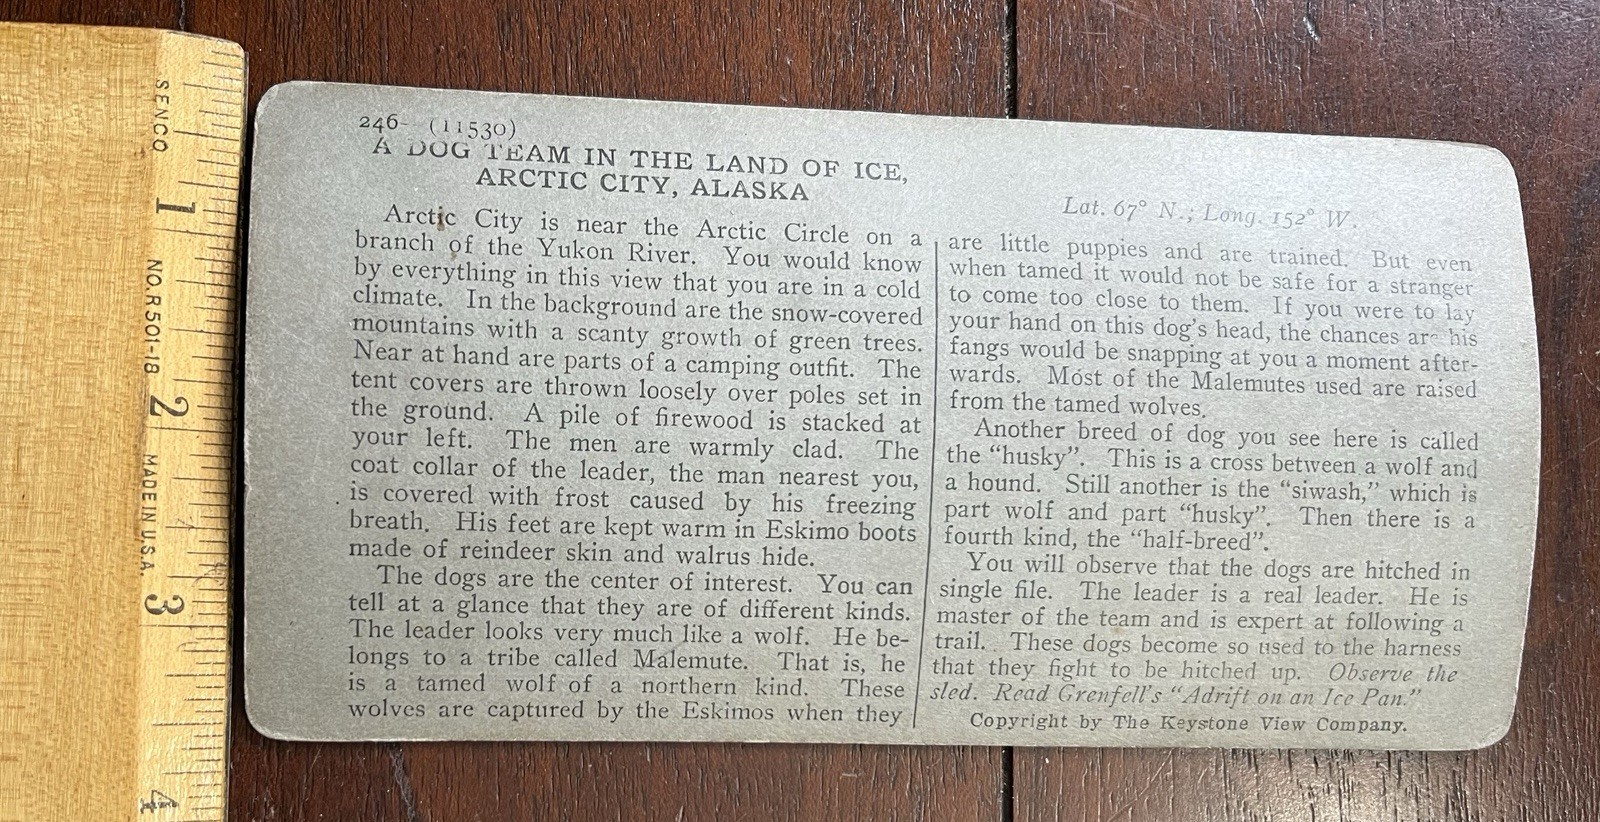 SENCO
NO. R501-18
MADE IN U.S.A.
1
2
3
4
246- (11530)
A DOG TEAM IN THE LAND OF ICE,
ARCTIC CITY, ALASKA
Lat. 67° N.; Long. 152° W.
Arctic City is near the Arctic Circle on a
branch of the Yukon River. You would know
by everything in this view that you are in a cold
climate. In the background are the snow-covered
mountains with a scanty growth of green trees.
Near at hand are parts of a camping outfit. The
tent covers are thrown loosely over poles set in
the ground. A pile of firewood is stacked at
your left. The men are warmly clad. The
coat collar of the leader, the man nearest you,
is covered with frost caused by his freezing
breath. His feet are kept warm in Eskimo boots
made of reindeer skin and walrus hide.
The dogs are the center of interest. You can
tell at a glance that they are of different kinds.
The leader looks very much like a wolf. He be-
longs to a tribe called Malemute. That is, he
is a tamed wolf of a northern kind. These
wolves are captured by the Eskimos when they
are little puppies and are trained. But even
when tamed it would not be safe for a stranger
to come too close to them. If you were to lay
your hand on this dog's head, the chances are his
fangs would be snapping at you a moment after-
wards. Most of the Malemutes used are raised
from the tamed wolves.
Another breed of dog you see here is called
the "husky". This is a cross between a wolf and
a hound. Still another is the "siwash," which is
part wolf and part "husky". Then there is a
fourth kind, the "half-breed".
You will observe that the dogs are hitched in
single file. The leader is a real leader. He is
master of the team and is expert at following a
trail. These dogs become so used to the harness
that they fight to be hitched up. Observe the
sled. Read Grenfell's "Adrift on an Ice Pan."
Copyright by The Keystone View Company.